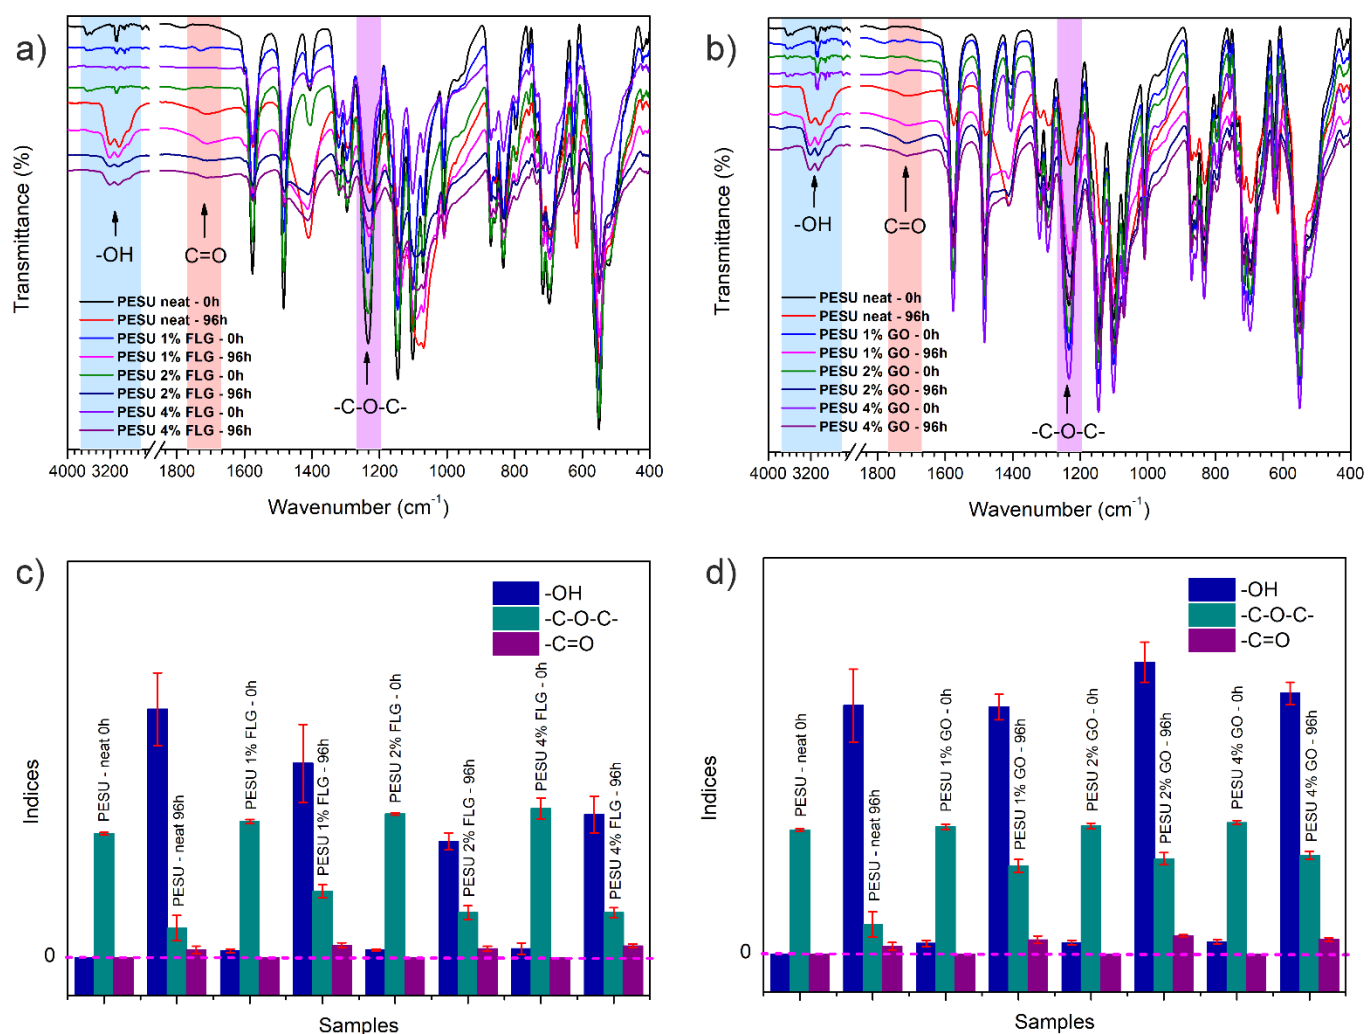 a)
Transmittance (%)
-OH
C=O
-C-O-C-
PESU neat - 0h
PESU neat - 96h
PESU 1% FLG - 0h
PESU 1% FLG - 96h
PESU 2% FLG - 0h
PESU 2% FLG - 96h
PESU 4% FLG - 0h
PESU 4% FLG - 96h
4000 3200 1800 1600 1400 1200 1000 800 600 400
Wavenumber (cm⁻¹)
b)
Transmittance (%)
-OH
C=O
-C-O-C-
PESU neat - 0h
PESU neat - 96h
PESU 1% GO - 0h
PESU 1% GO - 96h
PESU 2% GO - 0h
PESU 2% GO - 96h
PESU 4% GO - 0h
PESU 4% GO - 96h
4000 3200 1800 1600 1400 1200 1000 800 600 400
Wavenumber (cm⁻¹)
c)
Indices
0
-OH
-C-O-C-
-C=O
PESU - neat 0h
PESU - neat 96h
PESU 1% FLG - 0h
PESU 1% FLG - 96h
PESU 2% FLG - 0h
PESU 2% FLG - 96h
PESU 4% FLG - 0h
PESU 4% FLG - 96h
Samples
d)
Indices
0
-OH
-C-O-C-
-C=O
PESU - neat 0h
PESU - neat 96h
PESU 1% GO - 0h
PESU 1% GO - 96h
PESU 2% GO - 0h
PESU 2% GO - 96h
PESU 4% GO - 0h
PESU 4% GO - 96h
Samples